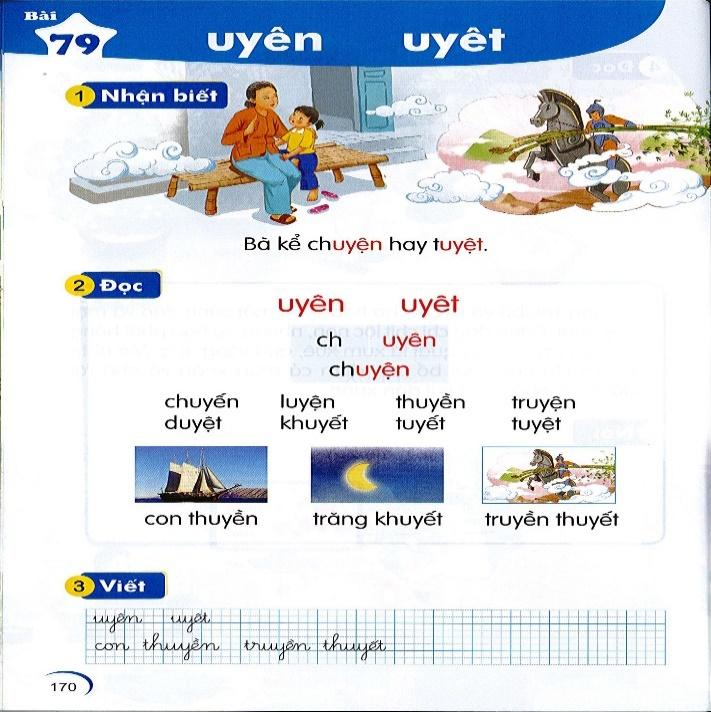 Bài
79 uyên uyêt
1 Nhận biết
Bà kể chuyện hay tuyệt.
2 Đọc
uyên uyêt
ch uyên
chuyện
chuyến luyện thuyền truyện
duyệt khuyết tuyết tuyệt
con thuyền trăng khuyết truyền thuyết
3 Viết
uyên uyêt
con thuyền truyền thuyết
170